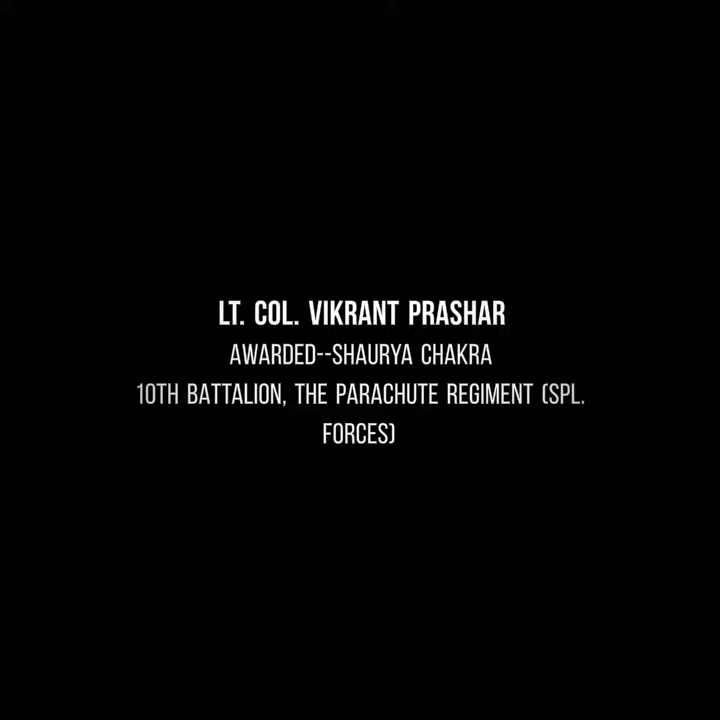 LT. COL. VIKRANT PRASHAR
AWARDED--SHAURYA CHAKRA
10TH BATTALION, THE PARACHUTE REGIMENT (SPL.
FORCES)